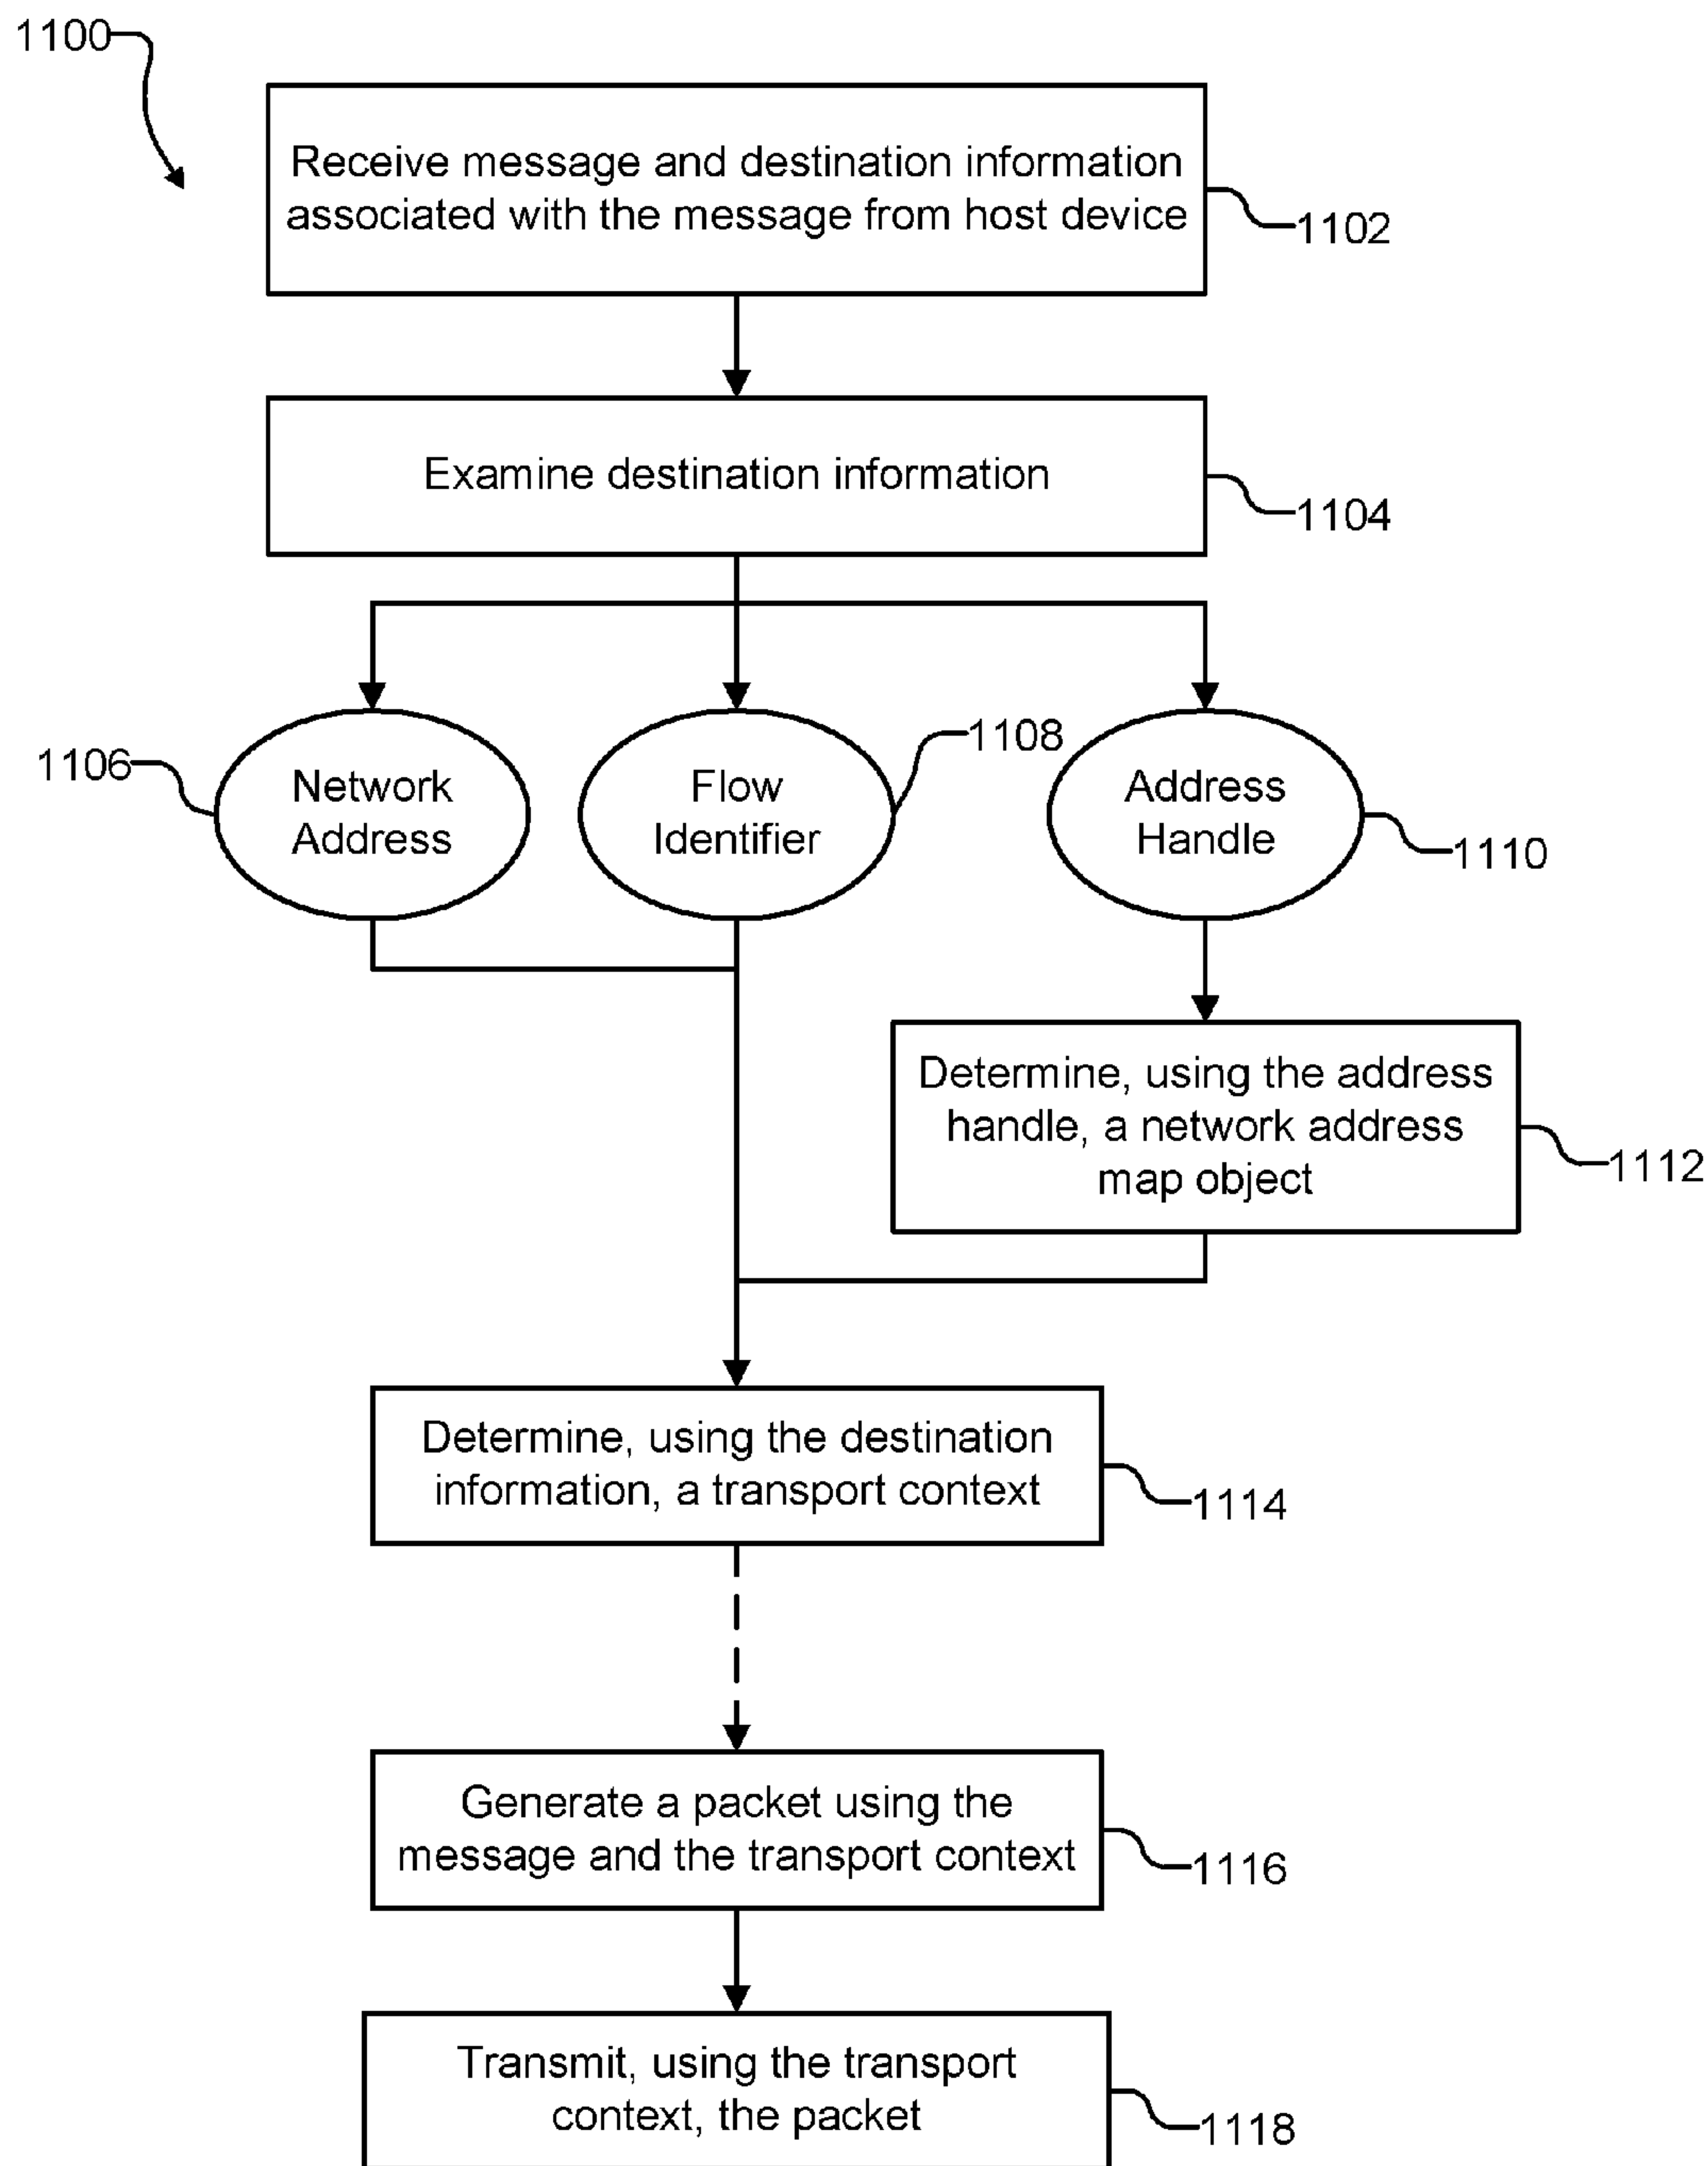 1100
Receive message and destination information
associated with the message from host device
1102
Examine destination information
1104
1106
Network
Address
Flow
Identifier
1108
Address
Handle
1110
Determine, using the address
handle, a network address
map object
1112
Determine, using the destination
information, a transport context
1114
Generate a packet using the
message and the transport context
1116
Transmit, using the transport
context, the packet
1118